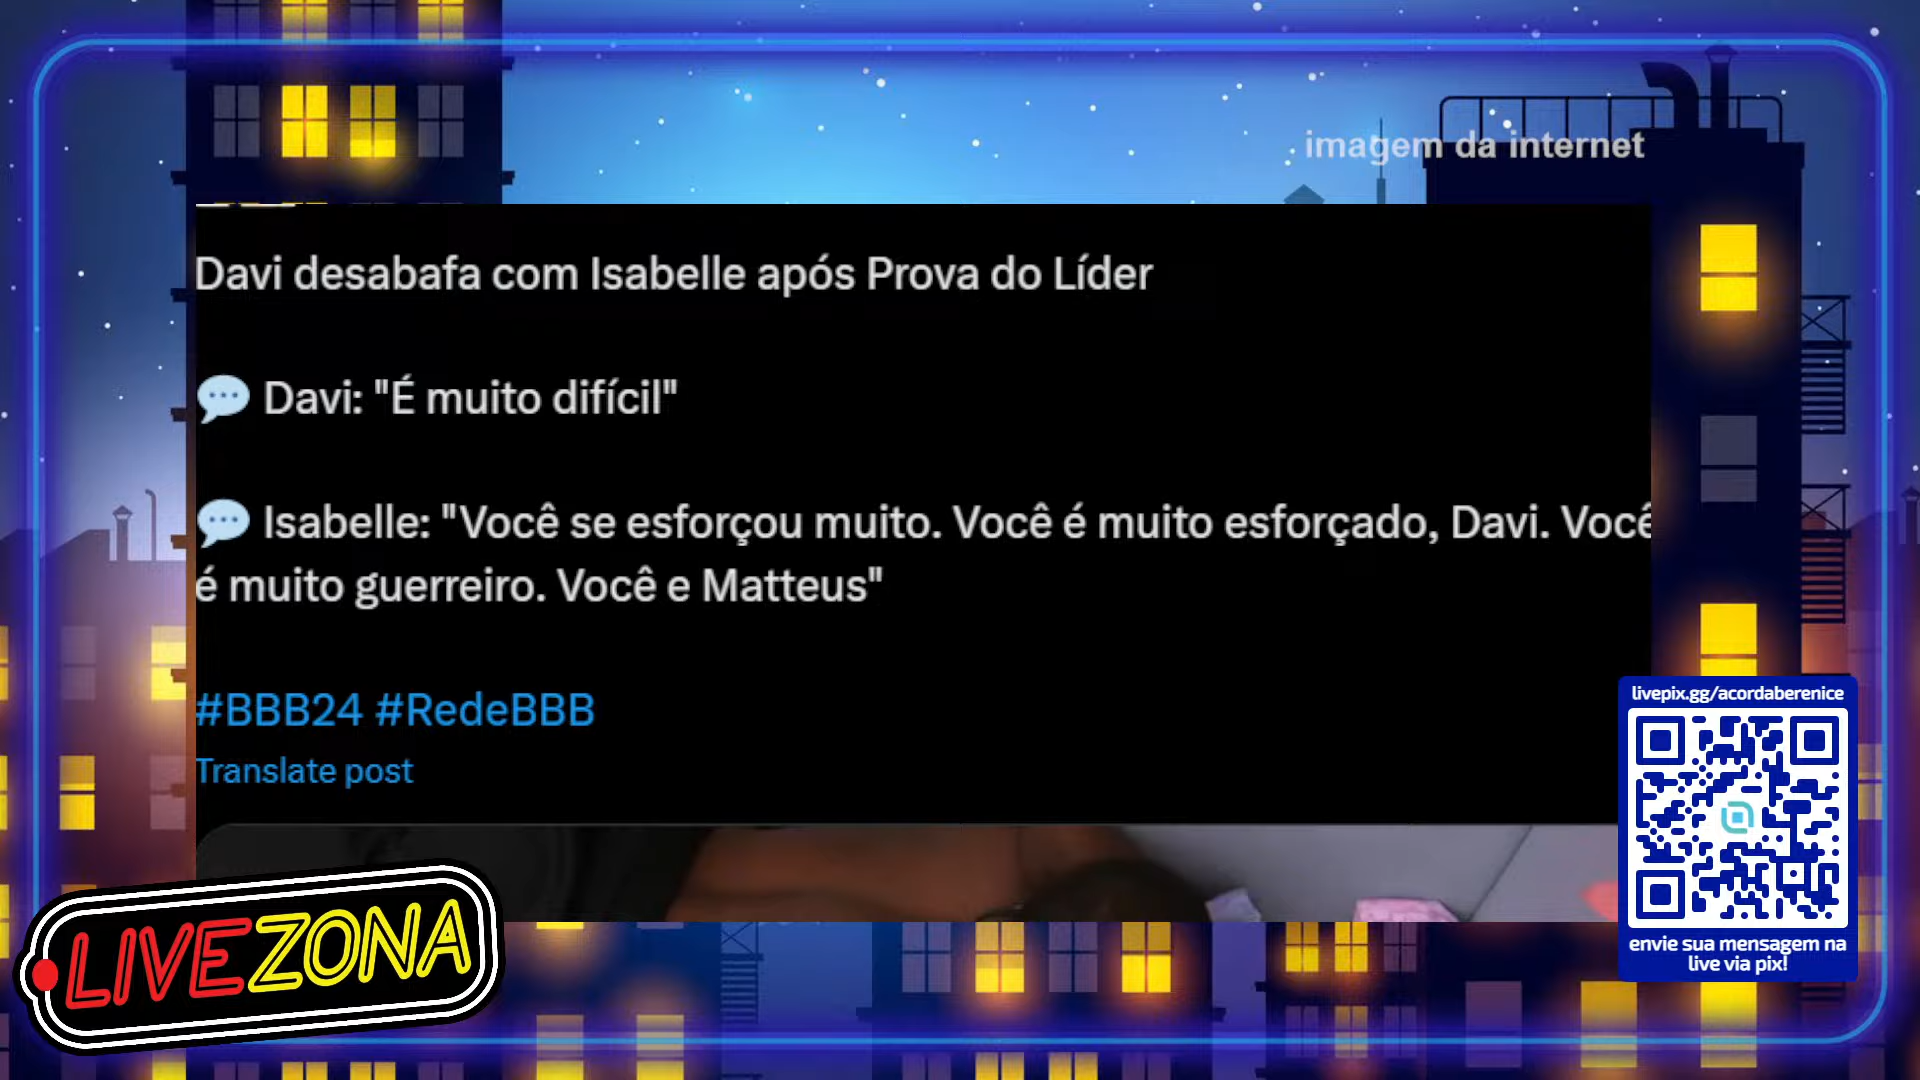 imagem da internet
Davi desabafa com Isabelle após Prova do Líder
Davi: "É muito difícil"
Isabelle: "Você se esforçou muito. Você é muito esforçado, Davi. Você
é muito guerreiro. Você e Matteus"
#BBB24 #RedeBBB
Translate post
livepix.gg/acordaberenice
envie sua mensagem na
live via pix!
LIVEZONA